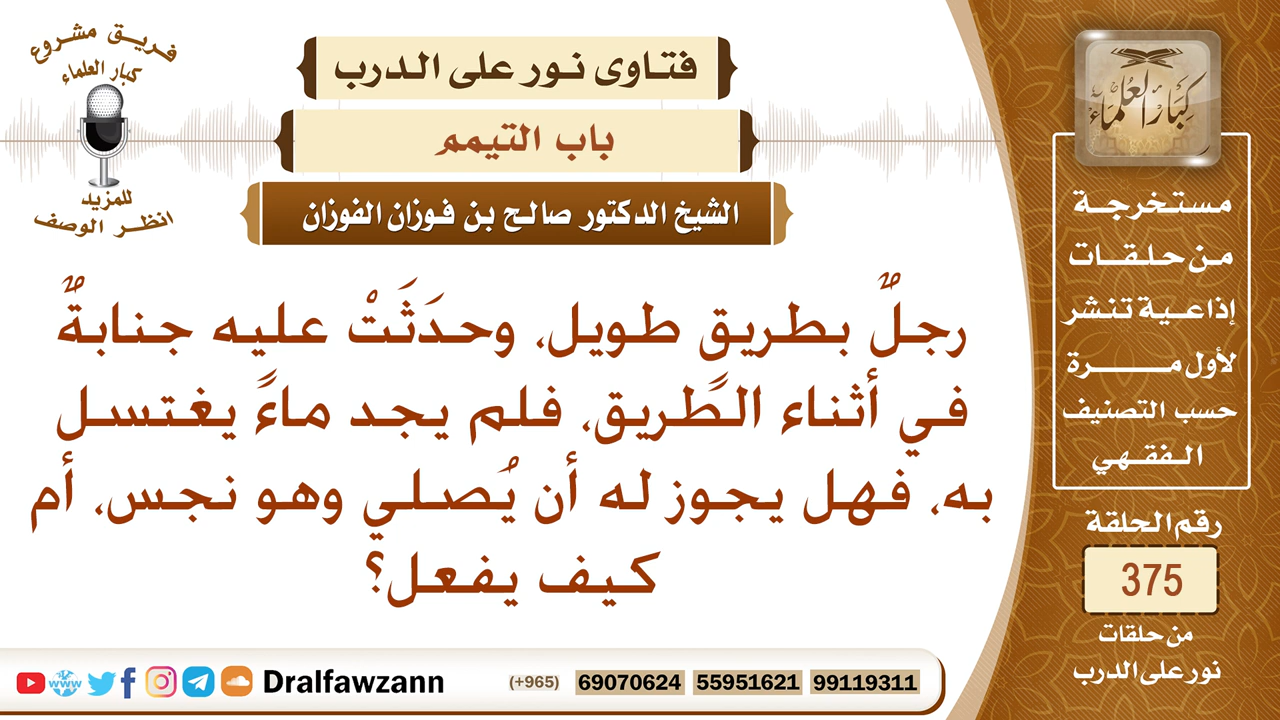 فريق مشروع
كبار العلماء
للمزيد
انظر الوصف
فتاوى نور على الدرب
باب التيمم
الشيخ الدكتور صالح بن فوزان الفوزان
رجلٌ بطريقٍ طويل، وحدَثَتْ عليه جنابةٌ
في أثناء الطَّريق، فلم يجد ماءً يغتسل
به، فهل يجوز له أن يُصلي وهو نجس، أم
كيف يفعل؟
كبار العلماء
مستخرجة
من حلقات
إذاعية تنشر
لأول مرة
حسب التصنيف
الفقهي
رقم الحلقة
375
من حلقات
نور على الدرب
www
Dralfawzann
(+965) 69070624 55951621 99119311